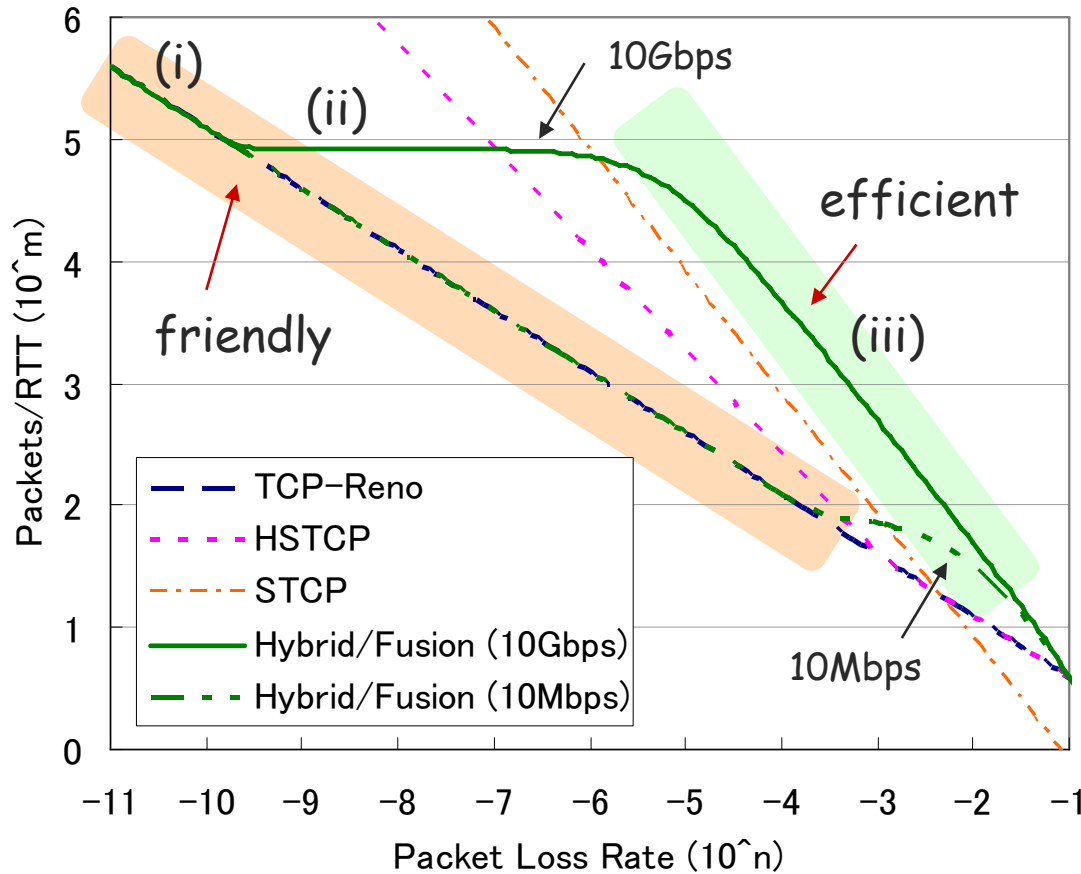 6
5
4
3
2
1
0
Packets/RTT (10^m)
(i)
(ii)
10Gbps
efficient
(iii)
friendly
10Mbps
TCP-Reno
HSTCP
STCP
Hybrid/Fusion (10Gbps)
Hybrid/Fusion (10Mbps)
-11 -10 -9 -8 -7 -6 -5 -4 -3 -2 -1
Packet Loss Rate (10^n)